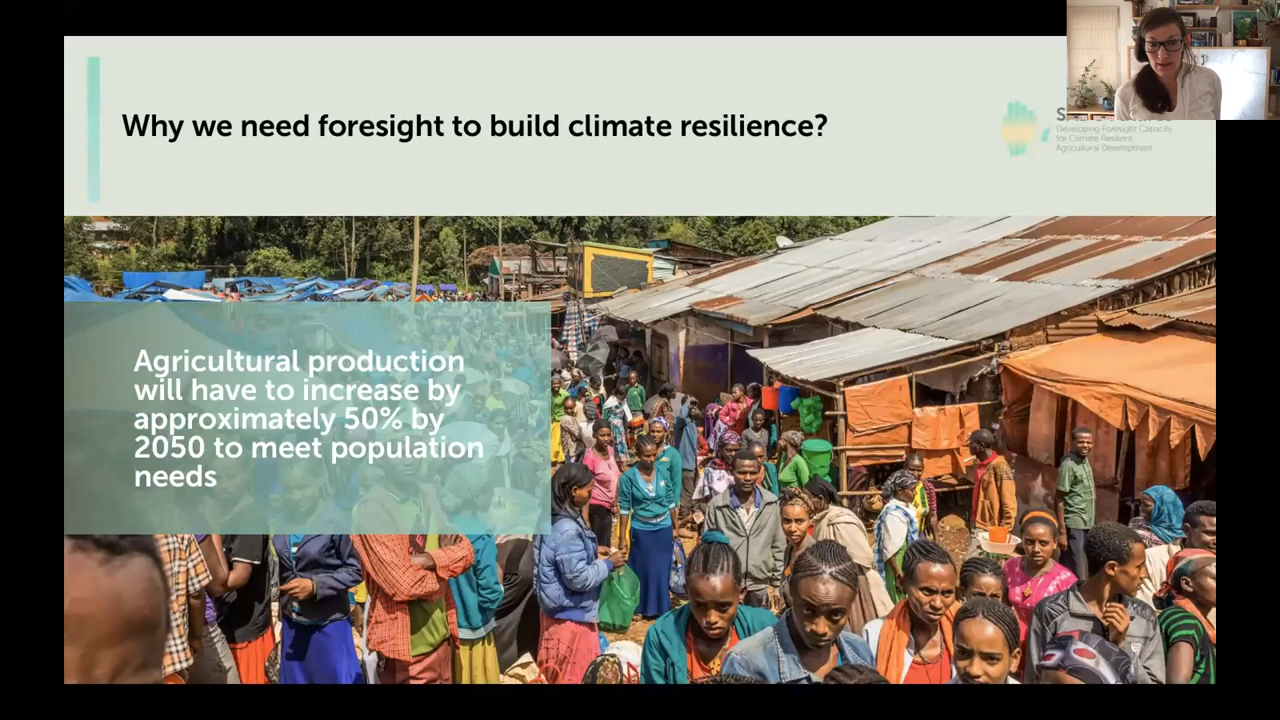 Why we need foresight to build climate resilience?
Developing Foresight Capacity
for Climate Resilient
Agricultural Development
Agricultural production
will have to increase by
approximately 50% by
2050 to meet population
needs